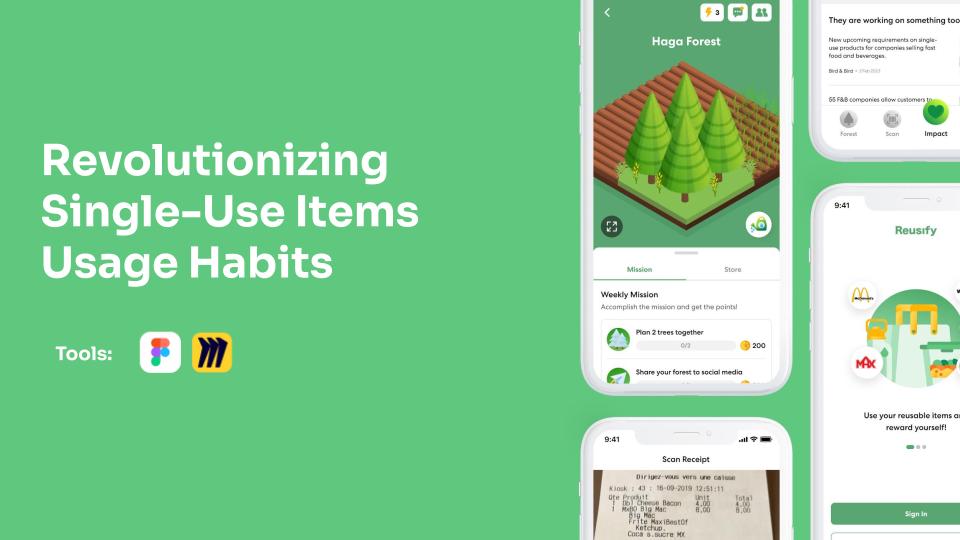 Revolutionizing
Single-Use Items
Usage Habits
Tools:
3
Haga Forest
Mission
Store
Weekly Mission
Accomplish the mission and get the points!
Plan 2 trees together
0/2
200
Share your forest to social media
9:41
Scan Receipt
Dirigez-vous vers une caisse
Kiosk : 43 : 16-09-2019 12:51:11
Qte Produit Unit Total
1 Dbl Cheese Bacon 4,00 4,00
1 MxBO Big Mac 8,00 8,00
Big Mac
Frite MaxiBestOf
Ketchup.
Coca s.sucre MX
They are working on something too
New upcoming requirements on single-
use products for companies selling fast
food and beverages.
Bird & Bird • 2 Feb 2023
55 F&B companies allow customers to
Forest
Scan
Impact
9:41
Reusify
McDonald's
MAX
Use your reusable items
reward yourself!
Sign In